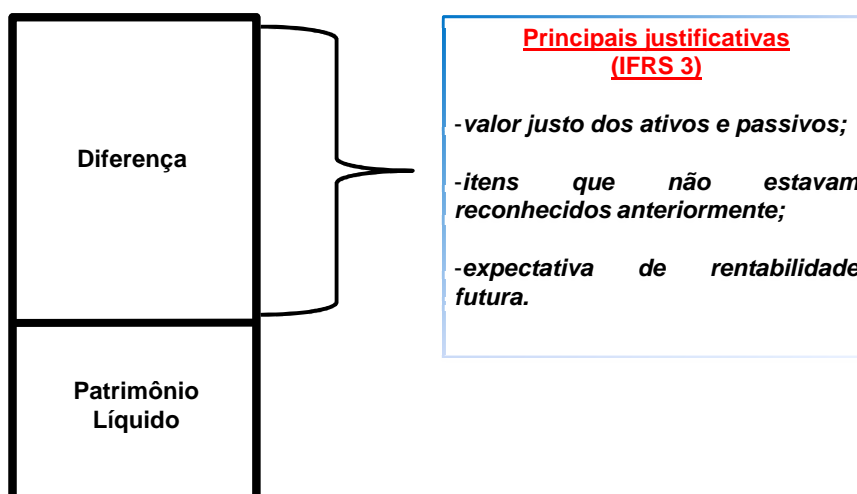 Principais justificativas
(IFRS 3)
-valor justo dos ativos e passivos;
-itens que não estavam
reconhecidos anteriormente;
-expectativa de rentabilidade
futura.
Diferença
Patrimônio
Líquido